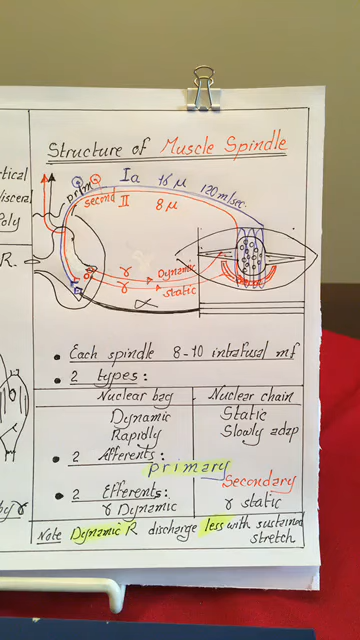 Structure of Muscle Spindle
prim Ia 16 μ 120 m/sec.
second II 8 μ
γ Dynamic
γ static
α
• Each spindle 8-10 intrafusal mf
• 2 types:
Nuclear bag Nuclear chain
Dynamic Static
Rapidly Slowly adap
• 2 Afferents:
primary
Secondary
• 2 Efferents:
γ Dynamic γ static
Note Dynamic R discharge less with sustained
stretch
rtical
viscera
Poly
R.
by γ